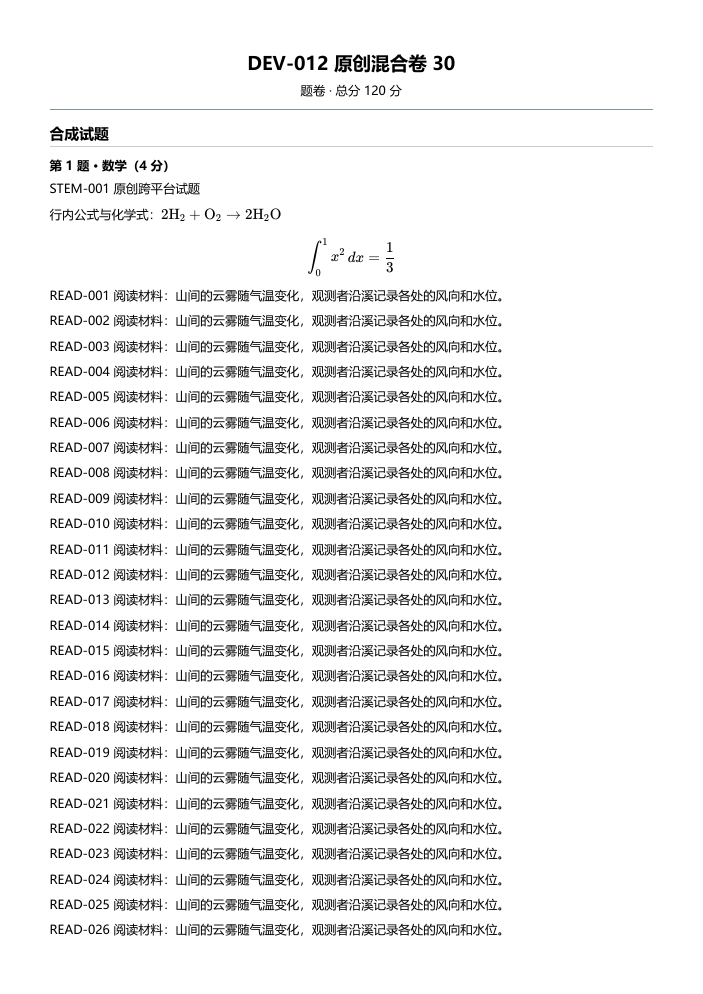 DEV-012 原创混合卷 30
题卷 · 总分 120 分
合成试题
第 1 题 · 数学（4 分）
STEM-001 原创跨平台试题
行内公式与化学式：2H₂ + O₂ → 2H₂O
∫₀¹ x² dx = 1/3
READ-001 阅读材料：山间的云雾随气温变化，观测者沿溪记录各处的风向和水位。
READ-002 阅读材料：山间的云雾随气温变化，观测者沿溪记录各处的风向和水位。
READ-003 阅读材料：山间的云雾随气温变化，观测者沿溪记录各处的风向和水位。
READ-004 阅读材料：山间的云雾随气温变化，观测者沿溪记录各处的风向和水位。
READ-005 阅读材料：山间的云雾随气温变化，观测者沿溪记录各处的风向和水位。
READ-006 阅读材料：山间的云雾随气温变化，观测者沿溪记录各处的风向和水位。
READ-007 阅读材料：山间的云雾随气温变化，观测者沿溪记录各处的风向和水位。
READ-008 阅读材料：山间的云雾随气温变化，观测者沿溪记录各处的风向和水位。
READ-009 阅读材料：山间的云雾随气温变化，观测者沿溪记录各处的风向和水位。
READ-010 阅读材料：山间的云雾随气温变化，观测者沿溪记录各处的风向和水位。
READ-011 阅读材料：山间的云雾随气温变化，观测者沿溪记录各处的风向和水位。
READ-012 阅读材料：山间的云雾随气温变化，观测者沿溪记录各处的风向和水位。
READ-013 阅读材料：山间的云雾随气温变化，观测者沿溪记录各处的风向和水位。
READ-014 阅读材料：山间的云雾随气温变化，观测者沿溪记录各处的风向和水位。
READ-015 阅读材料：山间的云雾随气温变化，观测者沿溪记录各处的风向和水位。
READ-016 阅读材料：山间的云雾随气温变化，观测者沿溪记录各处的风向和水位。
READ-017 阅读材料：山间的云雾随气温变化，观测者沿溪记录各处的风向和水位。
READ-018 阅读材料：山间的云雾随气温变化，观测者沿溪记录各处的风向和水位。
READ-019 阅读材料：山间的云雾随气温变化，观测者沿溪记录各处的风向和水位。
READ-020 阅读材料：山间的云雾随气温变化，观测者沿溪记录各处的风向和水位。
READ-021 阅读材料：山间的云雾随气温变化，观测者沿溪记录各处的风向和水位。
READ-022 阅读材料：山间的云雾随气温变化，观测者沿溪记录各处的风向和水位。
READ-023 阅读材料：山间的云雾随气温变化，观测者沿溪记录各处的风向和水位。
READ-024 阅读材料：山间的云雾随气温变化，观测者沿溪记录各处的风向和水位。
READ-025 阅读材料：山间的云雾随气温变化，观测者沿溪记录各处的风向和水位。
READ-026 阅读材料：山间的云雾随气温变化，观测者沿溪记录各处的风向和水位。